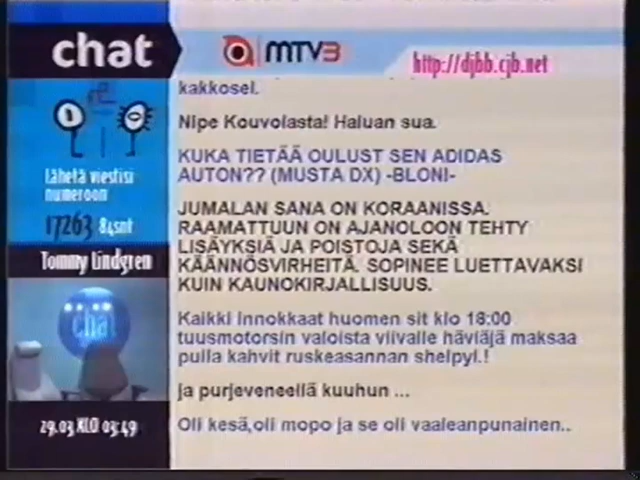 chat
MTV3
http://djbb.cjb.net
kakkosel.
Nipe Kouvolasta! Haluan sua.
KUKA TIETÄÄ OULUST SEN ADIDAS
AUTON?? (MUSTA DX) -BLONI-
JUMALAN SANA ON KORAANISSA.
RAAMATTUUN ON AJANOLOON TEHTY
LISÄYKSIÄ JA POISTOJA SEKÄ
KÄÄNNÖSVIRHEITÄ. SOPINEE LUETTAVAKSI
KUIN KAUNOKIRJALLISUUS.
Kaikki innokkaat huomen sit klo 18:00
tuusmotorsin valoista viivalle häviäjä maksaa
pulla kahvit ruskeasannan shelpyl.!
ja purjeveneellä kuuhun ...
Oli kesä,oli mopo ja se oli vaaleanpunainen..
Lähetä viestisi
numeroon
17263 84snt
Tommy Lindgren
chat
29.03.KLO 03:49